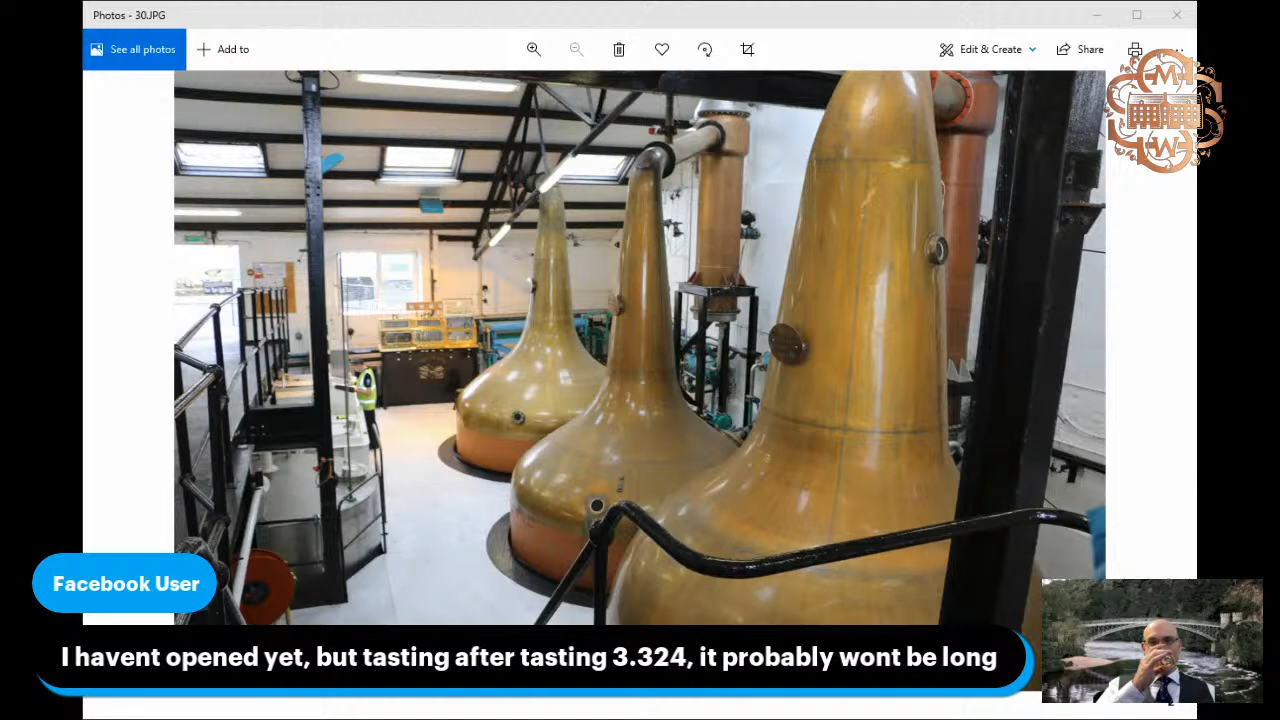 Photos - 30.JPG
See all photos
Add to
Edit & Create
Share
M
W
Facebook User
I havent opened yet, but tasting after tasting 3.324, it probably wont be long